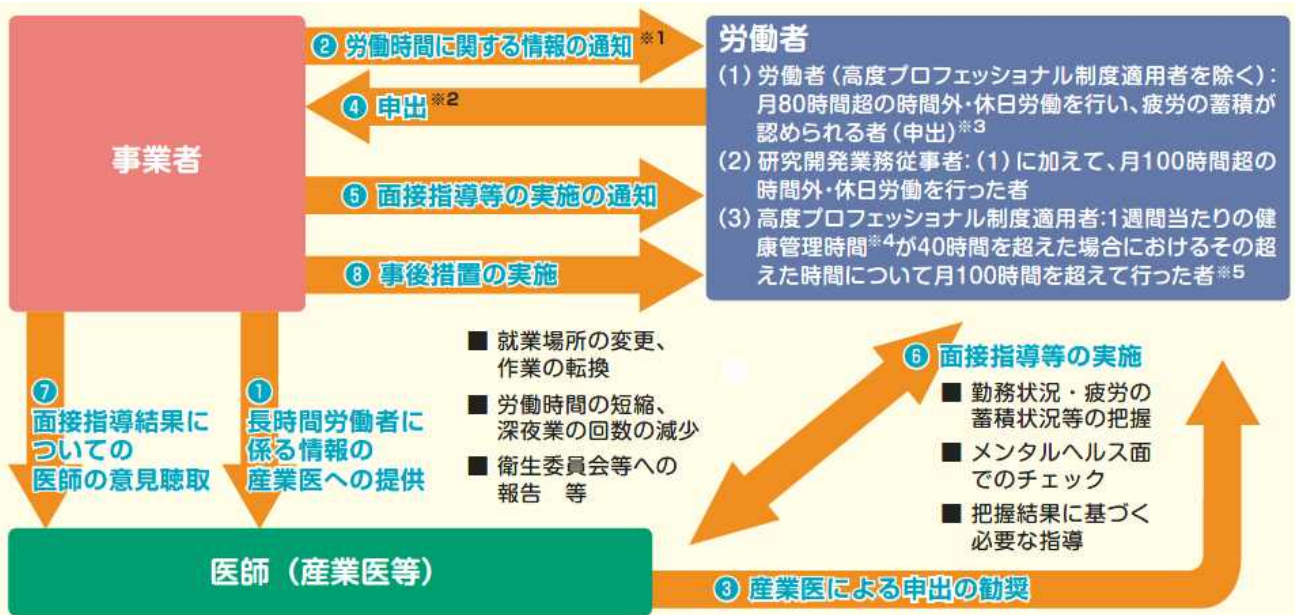 事業者
② 労働時間に関する情報の通知※1
④ 申出※2
⑤ 面接指導等の実施の通知
⑧ 事後措置の実施
労働者
(1) 労働者(高度プロフェッショナル制度適用者を除く):
月80時間超の時間外・休日労働を行い、疲労の蓄積が
認められる者(申出)※3
(2) 研究開発業務従事者:(1)に加えて、月100時間超の
時間外・休日労働を行った者
(3) 高度プロフェッショナル制度適用者:1週間当たりの健
康管理時間※4が40時間を超えた場合におけるその超
えた時間について月100時間を超えて行った者※5
⑦
面接指導結果に
ついての
医師の意見聴取
①
長時間労働者に
係る情報の
産業医への提供
■ 就業場所の変更、
作業の転換
■ 労働時間の短縮、
深夜業の回数の減少
■ 衛生委員会等への
報告 等
⑥ 面接指導等の実施
■ 勤務状況・疲労の
蓄積状況等の把握
■ メンタルヘルス面
でのチェック
■ 把握結果に基づく
必要な指導
医師(産業医等)
③ 産業医による申出の勧奨